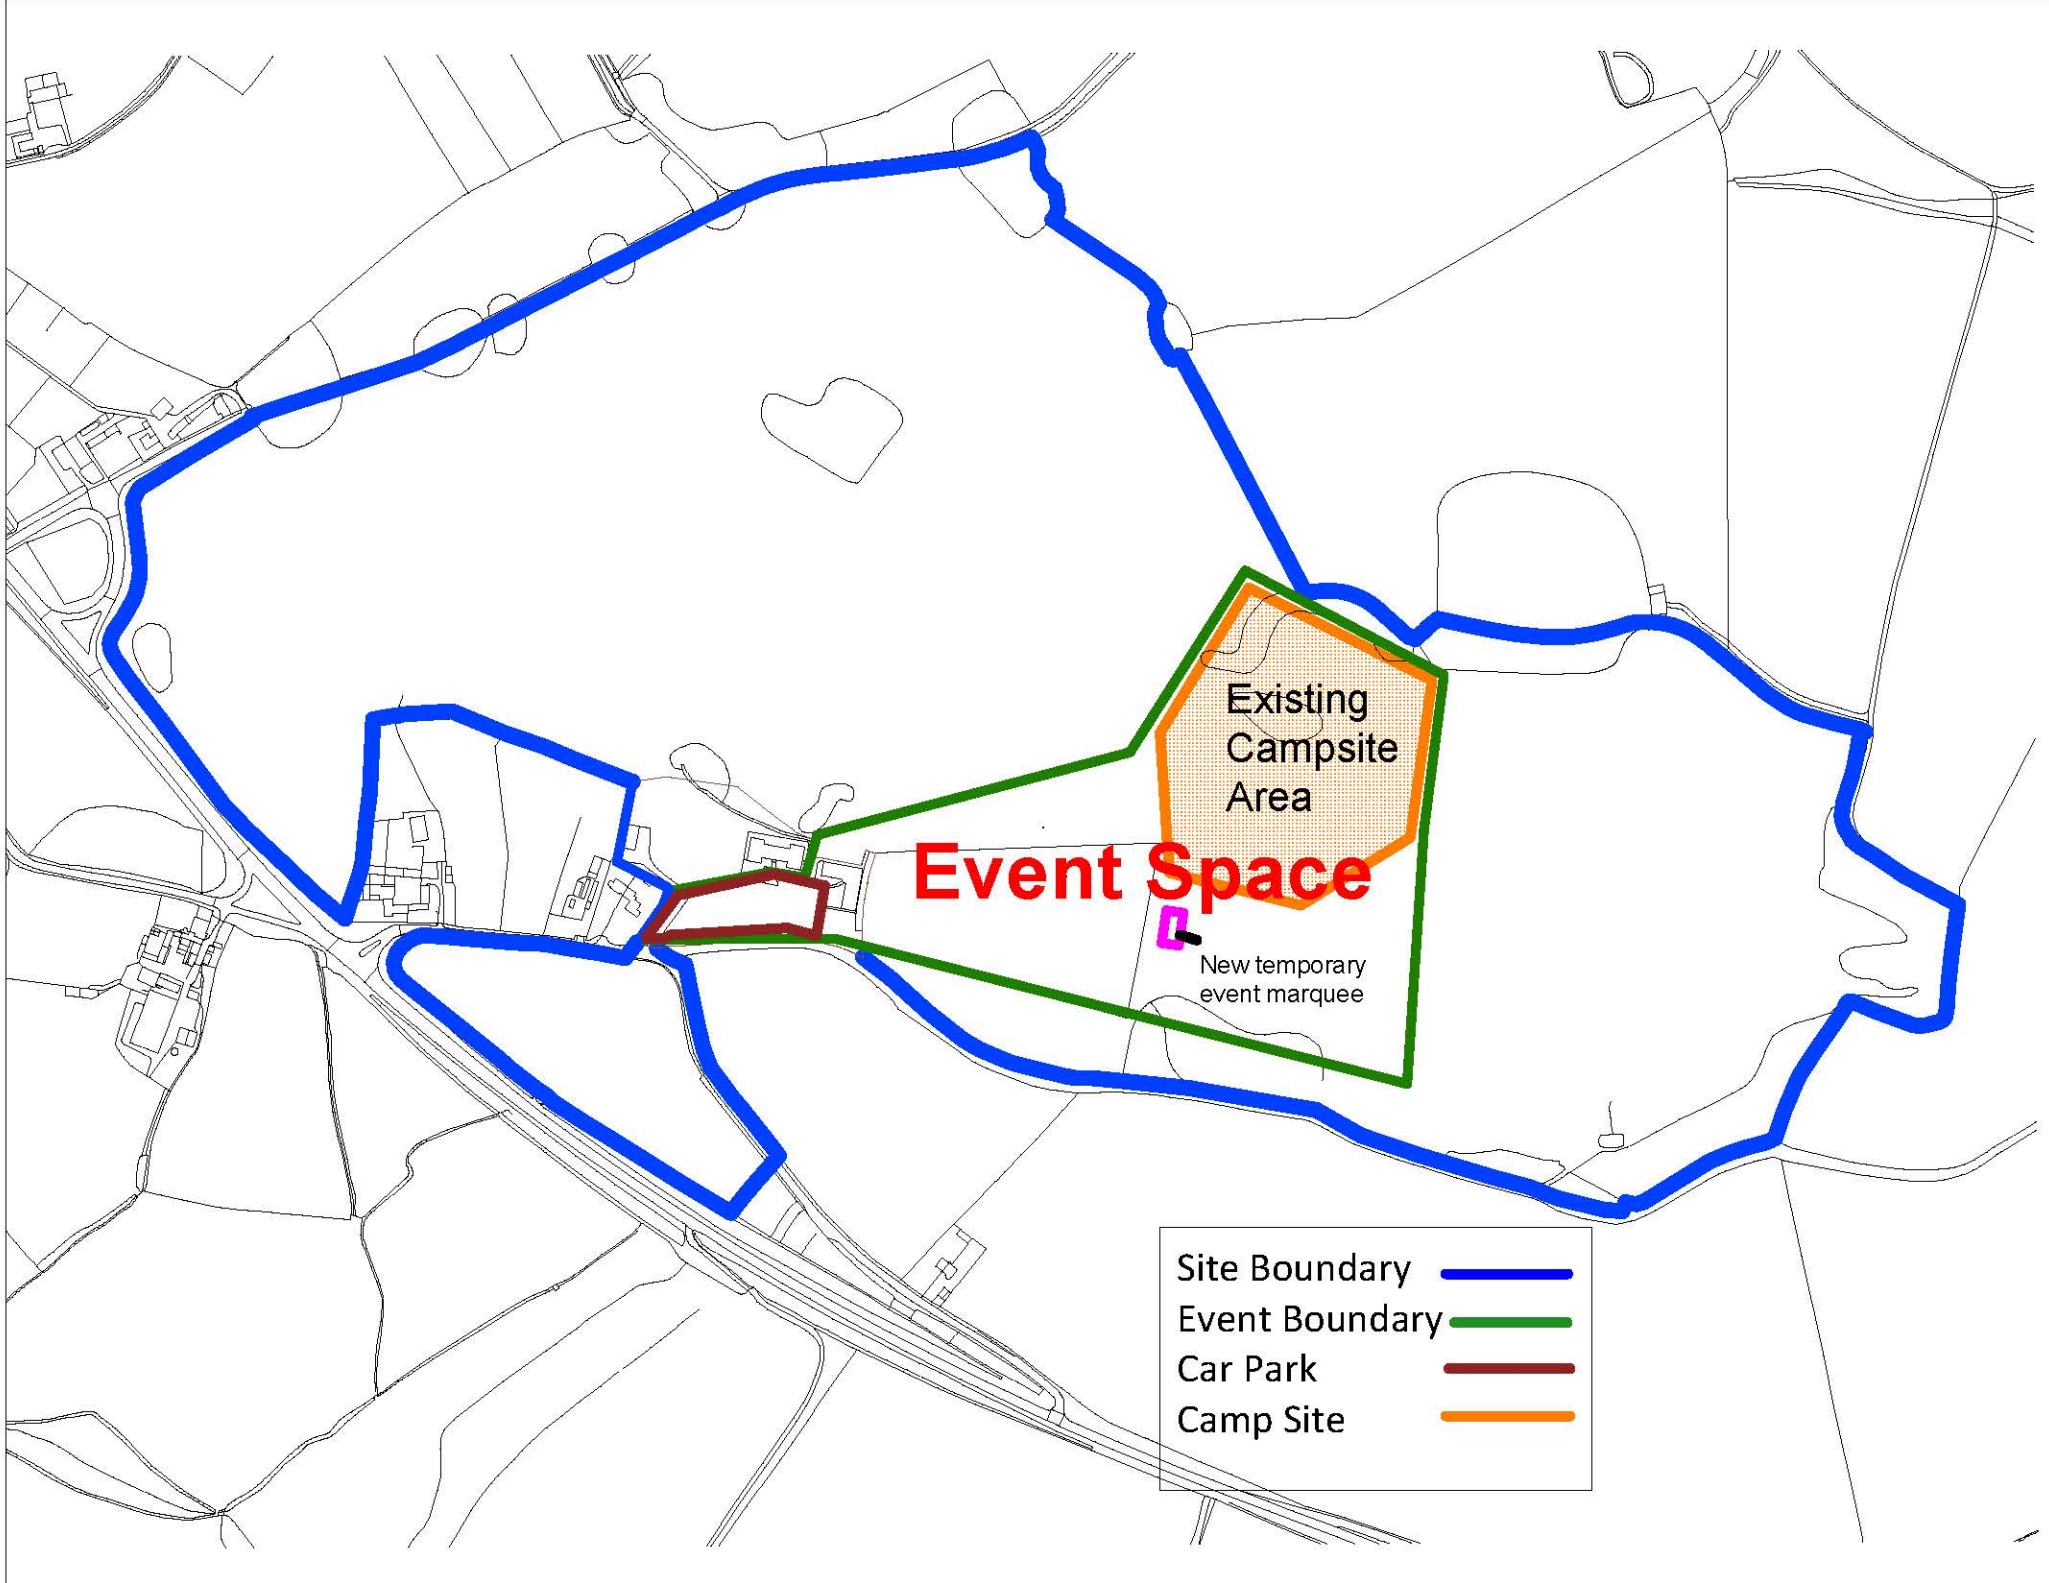 Existing
Campsite
Area
Event Space
New temporary
event marquee
Site Boundary
Event Boundary
Car Park
Camp Site